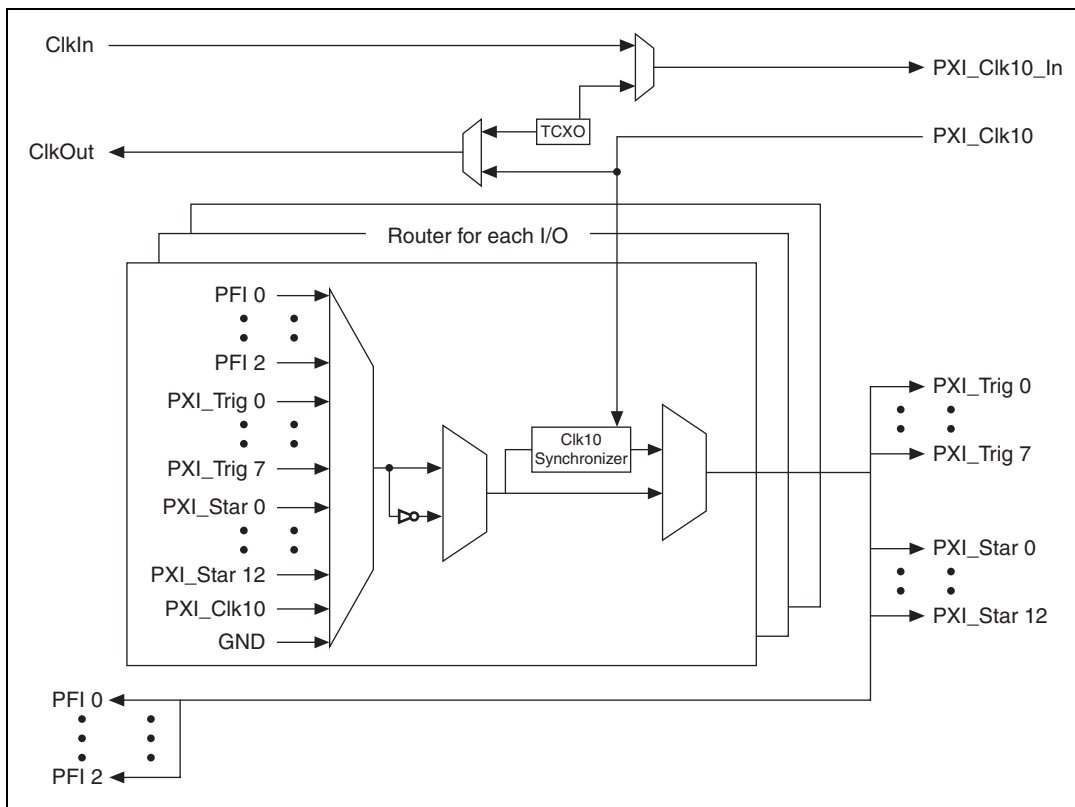 ClkIn
PXI_Clk10_In
TCXO
PXI_Clk10
ClkOut
Router for each I/O
PFI 0
PFI 2
PXI_Trig 0
PXI_Trig 7
PXI_Star 0
PXI_Star 12
PXI_Clk10
GND
Clk10
Synchronizer
PXI_Trig 0
PXI_Trig 7
PXI_Star 0
PXI_Star 12
PFI 0
PFI 2